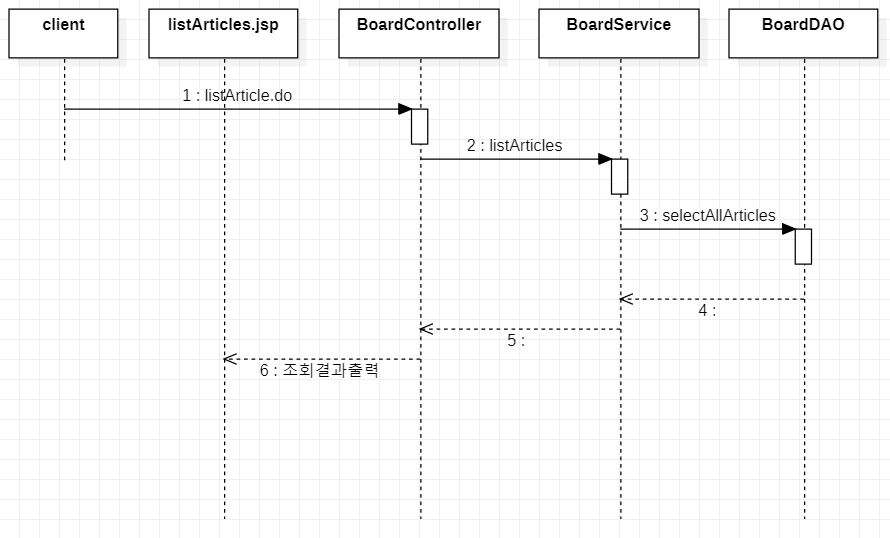 client
listArticles.jsp
BoardController
BoardService
BoardDAO
1 : listArticle.do
2 : listArticles
3 : selectAllArticles
4 :
5 :
6 : 조회결과출력